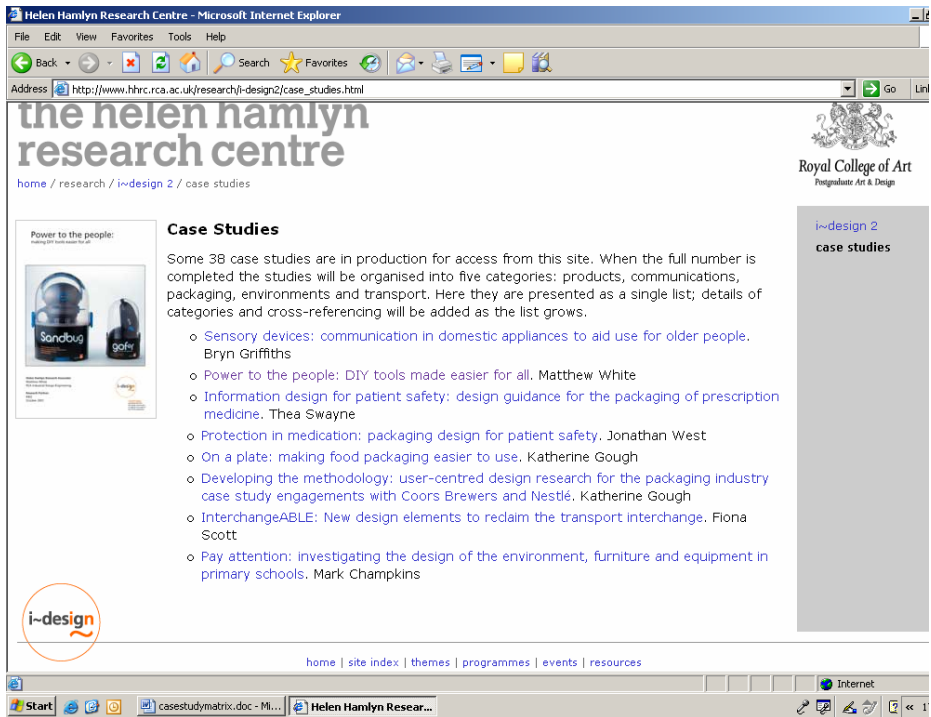 Helen Hamlyn Research Centre - Microsoft Internet Explorer
File Edit View Favorites Tools Help
Back Search Favorites
Address http://www.hhrc.rca.ac.uk/research/i-design2/case_studies.html Go
the helen hamlyn
research centre
home / research / i~design 2 / case studies
Royal College of Art
Postgraduate Art & Design
i~design 2
case studies
Power to the people:
making DIY tools easier for all
Sandbug
gofer
i~design
Case Studies
Some 38 case studies are in production for access from this site. When the full number is
completed the studies will be organised into five categories: products, communications,
packaging, environments and transport. Here they are presented as a single list; details of
categories and cross-referencing will be added as the list grows.
Sensory devices: communication in domestic appliances to aid use for older people.
Bryn Griffiths
Power to the people: DIY tools made easier for all. Matthew White
Information design for patient safety: design guidance for the packaging of prescription
medicine. Thea Swayne
Protection in medication: packaging design for patient safety. Jonathan West
On a plate: making food packaging easier to use. Katherine Gough
Developing the methodology: user-centred design research for the packaging industry
case study engagements with Coors Brewers and Nestlé. Katherine Gough
InterchangeABLE: New design elements to reclaim the transport interchange. Fiona
Scott
Pay attention: investigating the design of the environment, furniture and equipment in
primary schools. Mark Champkins
i~design
home | site index | themes | programmes | events | resources
Internet
Start casestudymatrix.doc - Mi... Helen Hamlyn Resear...